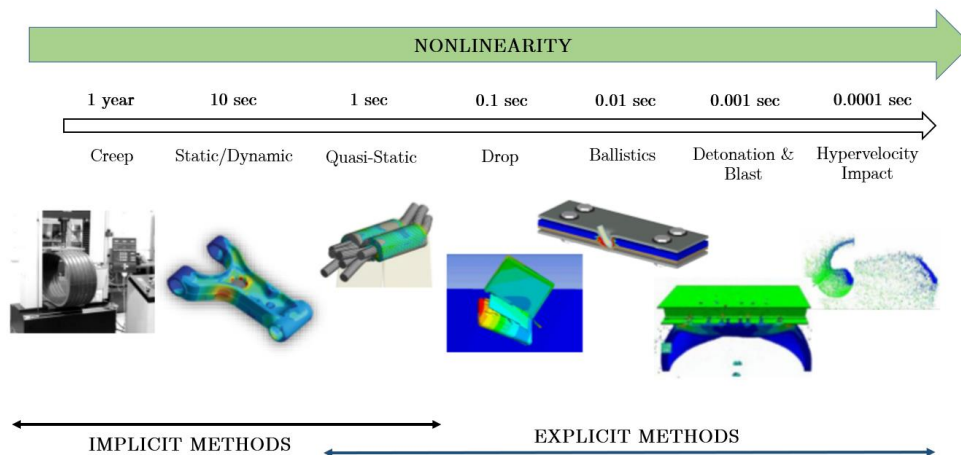 NONLINEARITY
1 year 10 sec 1 sec 0.1 sec 0.01 sec 0.001 sec 0.0001 sec
Creep Static/Dynamic Quasi-Static Drop Ballistics Detonation & Hypervelocity
Blast Impact
IMPLICIT METHODS EXPLICIT METHODS